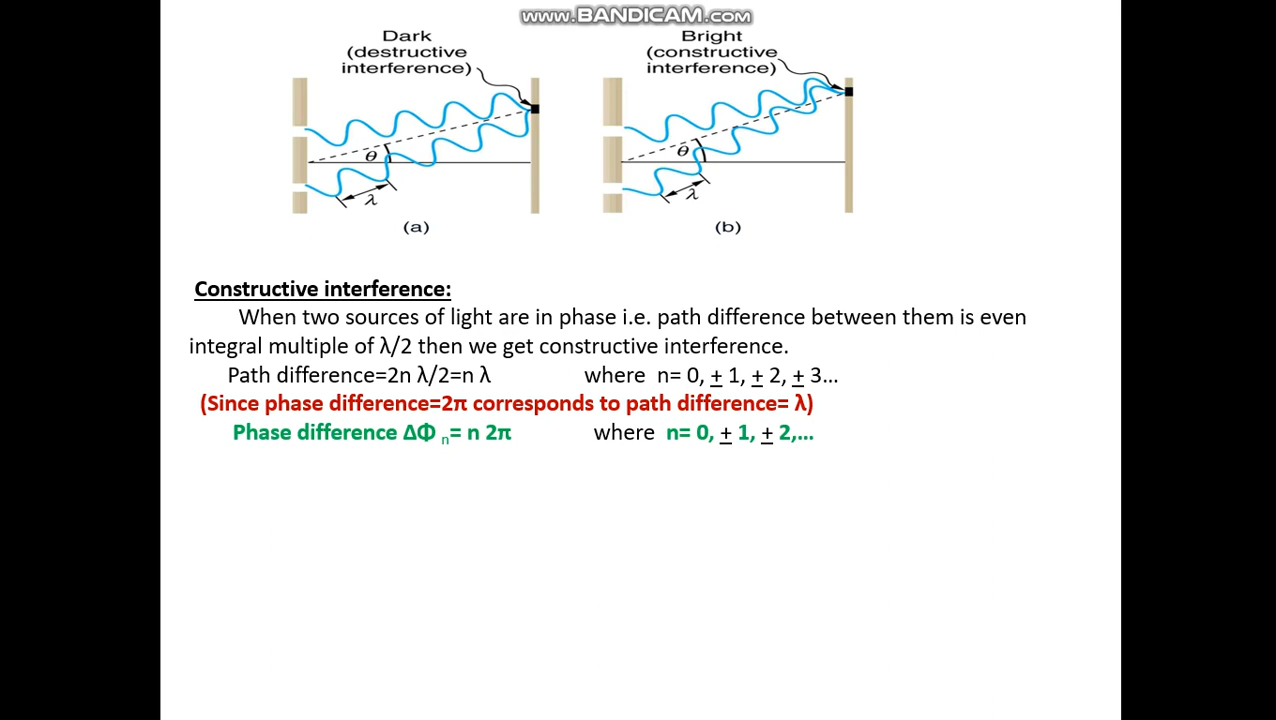 www.BANDICAM.com
Dark
(destructive
interference)
θ
λ
(a)
Bright
(constructive
interference)
θ
λ
(b)
Constructive interference:
When two sources of light are in phase i.e. path difference between them is even
integral multiple of λ/2 then we get constructive interference.
Path difference=2n λ/2=n λ where n= 0, + 1, + 2, + 3...
(Since phase difference=2π corresponds to path difference= λ)
Phase difference ΔΦ n= n 2π where n= 0, + 1, + 2,...